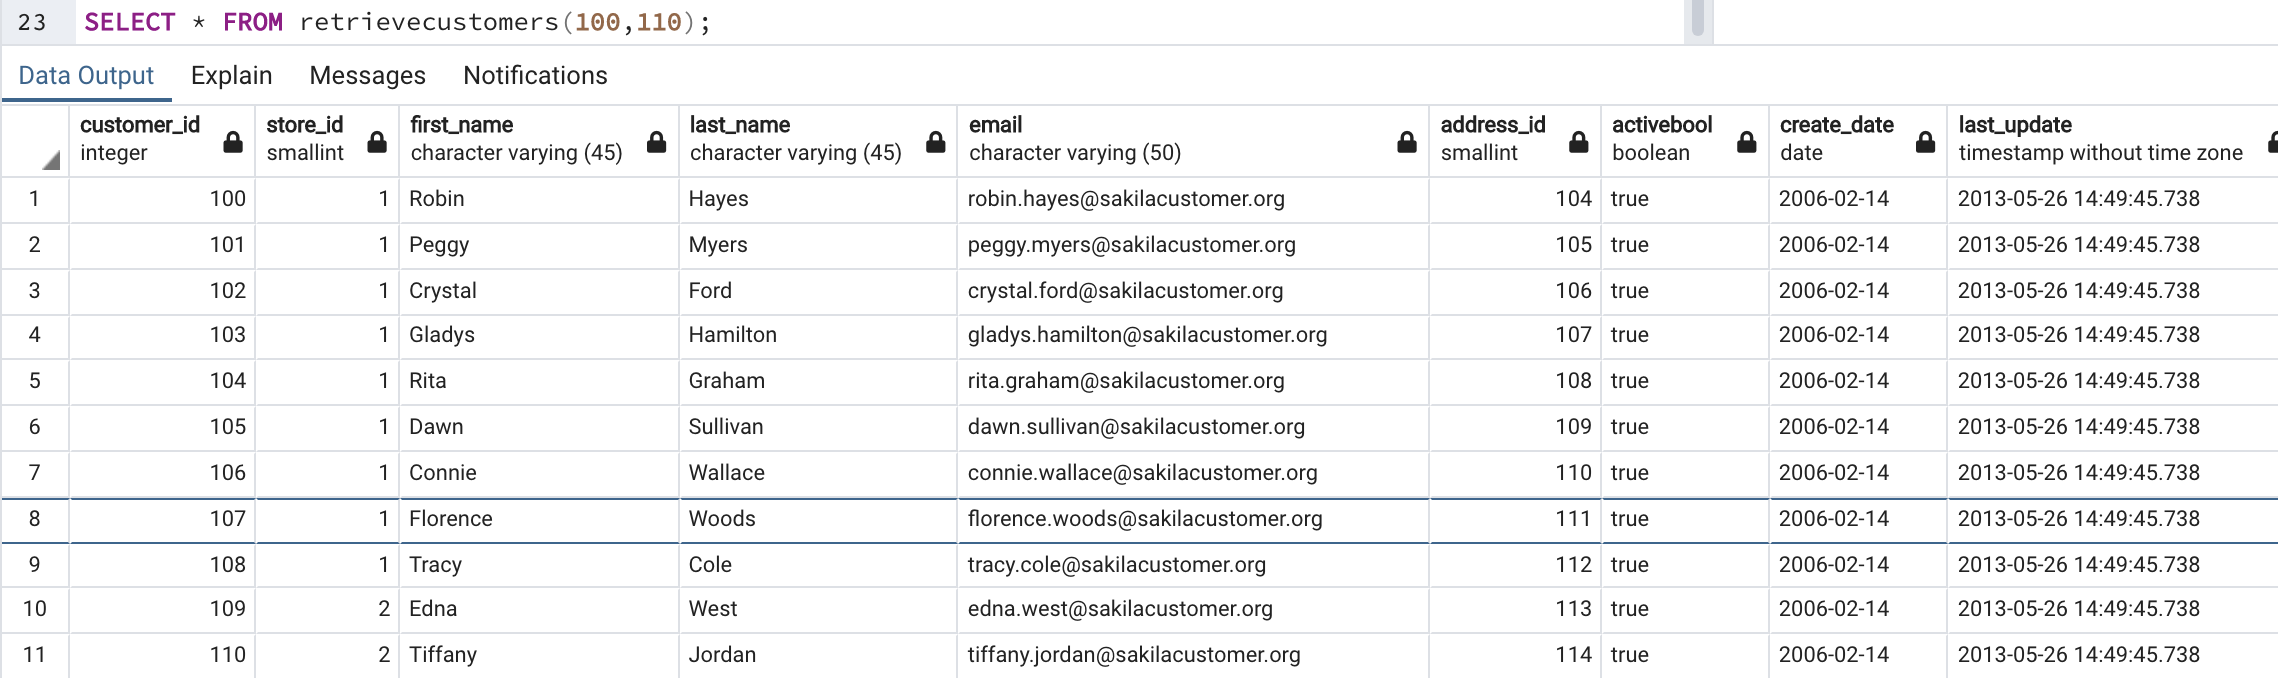 23 SELECT * FROM retrievecustomers(100,110);
Data Output Explain Messages Notifications
customer_id store_id first_name last_name email address_id activebool create_date last_update
integer smallint character varying (45) character varying (45) character varying (50) smallint boolean date timestamp without time zone
1 100 1 Robin Hayes robin.hayes@sakilacustomer.org 104 true 2006-02-14 2013-05-26 14:49:45.738
2 101 1 Peggy Myers peggy.myers@sakilacustomer.org 105 true 2006-02-14 2013-05-26 14:49:45.738
3 102 1 Crystal Ford crystal.ford@sakilacustomer.org 106 true 2006-02-14 2013-05-26 14:49:45.738
4 103 1 Gladys Hamilton gladys.hamilton@sakilacustomer.org 107 true 2006-02-14 2013-05-26 14:49:45.738
5 104 1 Rita Graham rita.graham@sakilacustomer.org 108 true 2006-02-14 2013-05-26 14:49:45.738
6 105 1 Dawn Sullivan dawn.sullivan@sakilacustomer.org 109 true 2006-02-14 2013-05-26 14:49:45.738
7 106 1 Connie Wallace connie.wallace@sakilacustomer.org 110 true 2006-02-14 2013-05-26 14:49:45.738
8 107 1 Florence Woods florence.woods@sakilacustomer.org 111 true 2006-02-14 2013-05-26 14:49:45.738
9 108 1 Tracy Cole tracy.cole@sakilacustomer.org 112 true 2006-02-14 2013-05-26 14:49:45.738
10 109 2 Edna West edna.west@sakilacustomer.org 113 true 2006-02-14 2013-05-26 14:49:45.738
11 110 2 Tiffany Jordan tiffany.jordan@sakilacustomer.org 114 true 2006-02-14 2013-05-26 14:49:45.738